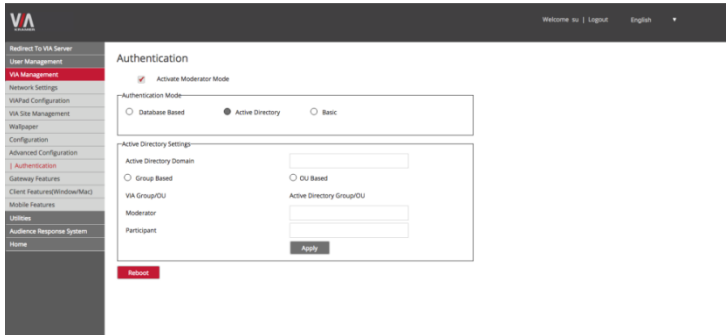 VIA
KRAMER
Welcome su | Logout English
Redirect To VIA Server
User Management
VIA Management
Network Settings
VIAPad Configuration
VIA Site Management
Wallpaper
Configuration
Advanced Configuration
| Authentication
Gateway Features
Client Features(Window/Mac)
Mobile Features
Utilities
Audience Response System
Home
Authentication
Activate Moderator Mode
Authentication Mode
Database Based Active Directory Basic
Active Directory Settings
Active Directory Domain
Group Based OU Based
VIA Group/OU Active Directory Group/OU
Moderator
Participant
Apply
Reboot